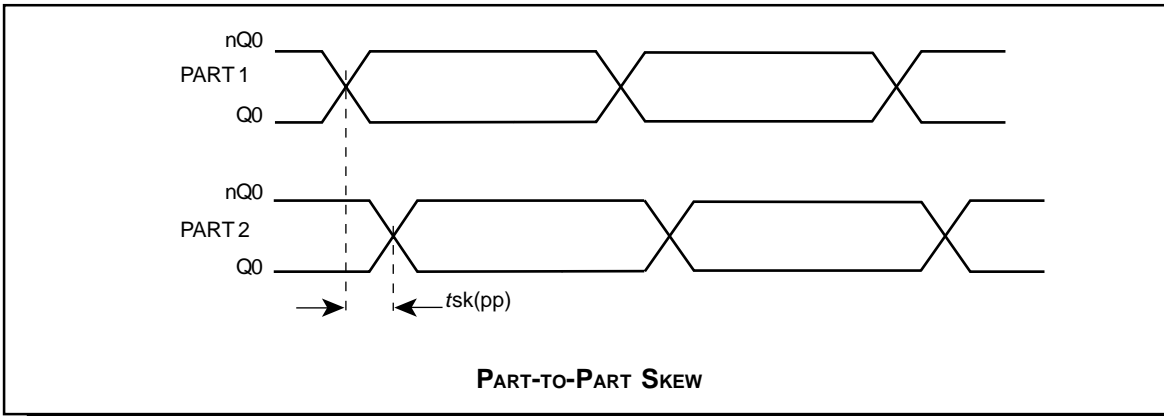 nQ0
PART 1
Q0
nQ0
PART 2
Q0
tsk(pp)
PART-TO-PART SKEW